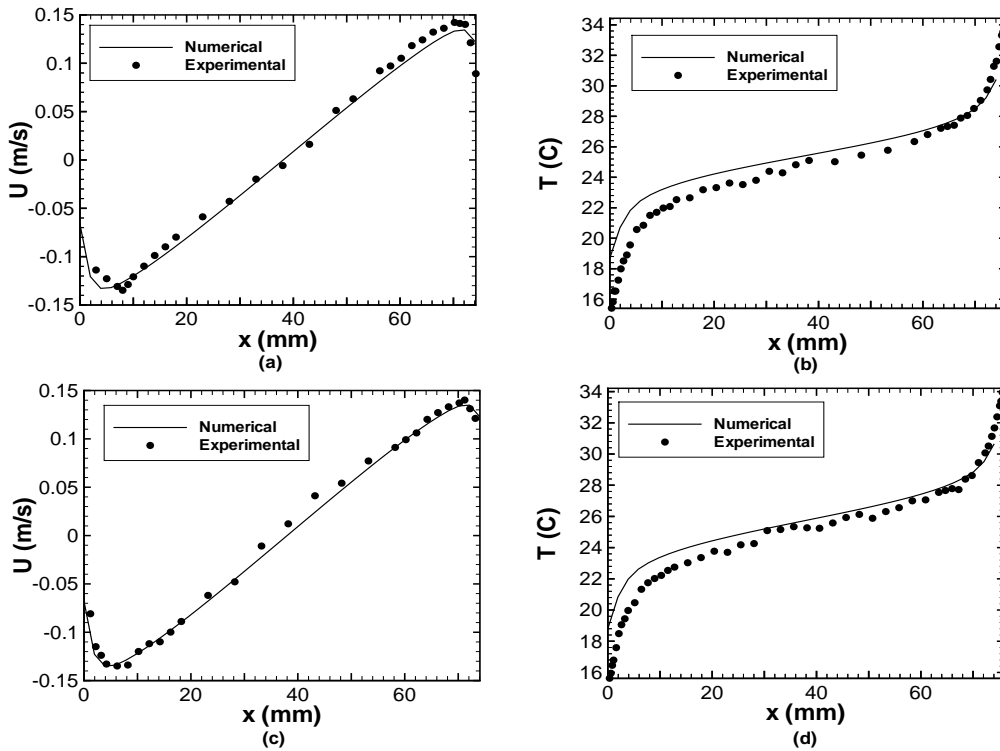 0.15
0.1
0.05
0
-0.05
-0.1
-0.15
U (m/s)
Numerical
Experimental
0 20 40 60
x (mm)
(a)
34
32
30
28
26
24
22
20
18
16
T (C)
Numerical
Experimental
0 20 40 60
x (mm)
(b)
0.15
0.1
0.05
0
-0.05
-0.1
-0.15
U (m/s)
Numerical
Experimental
0 20 40 60
x (mm)
(c)
34
32
30
28
26
24
22
20
18
16
T (C)
Numerical
Experimental
0 20 40 60
x (mm)
(d)